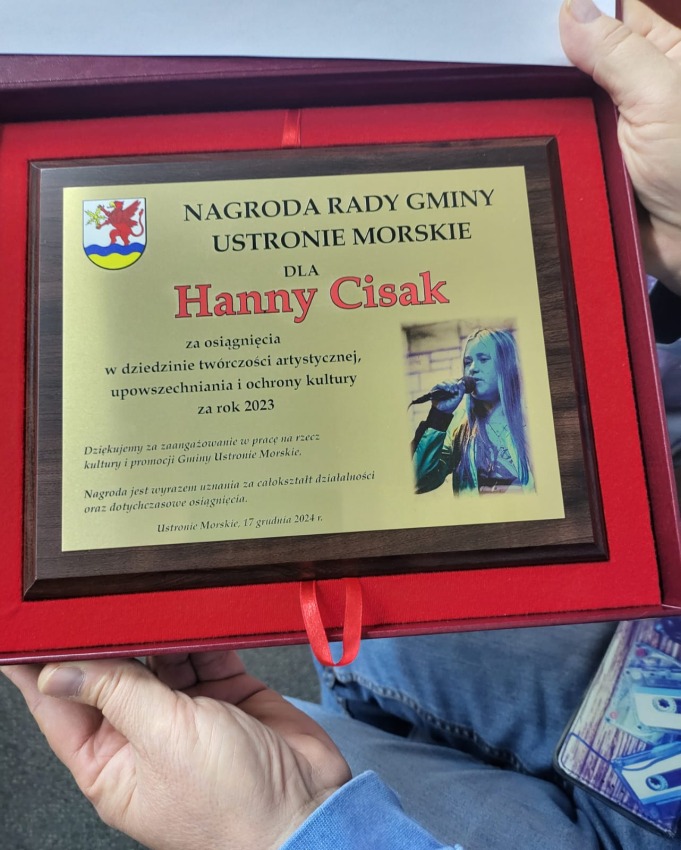 NAGRODA RADY GMINY
USTRONIE MORSKIE
DLA
Hanny Cisak
za osiągnięcia
w dziedzinie twórczości artystycznej,
upowszechniania i ochrony kultury
za rok 2023
Dziękujemy za zaangażowanie w pracę na rzecz
kultury i promocji Gminy Ustronie Morskie.
Nagroda jest wyrazem uznania za całokształt działalności
oraz dotychczasowe osiągnięcia.
Ustronie Morskie, 17 grudnia 2024 r.